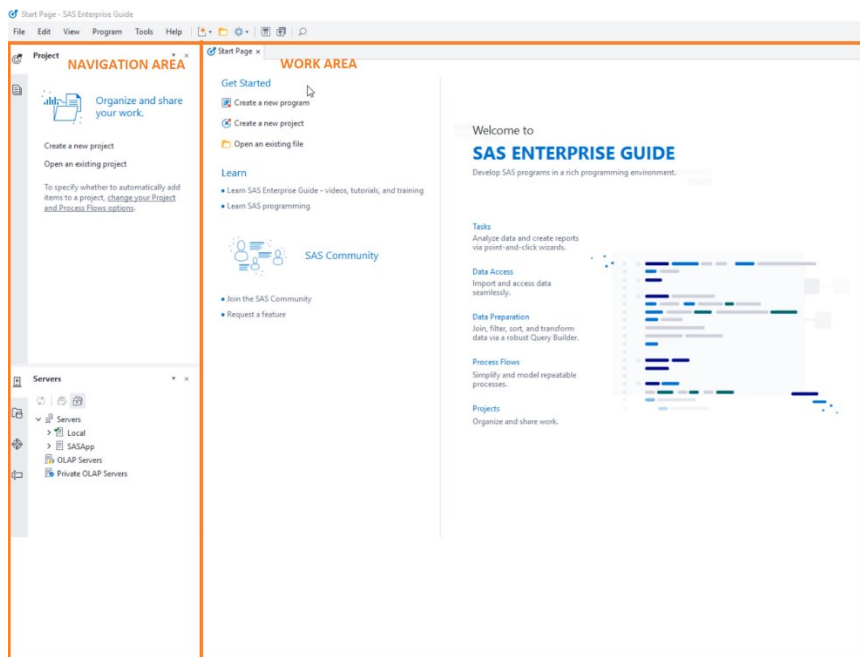 Start Page - SAS Enterprise Guide
File Edit View Program Tools Help
Project
NAVIGATION AREA
Organize and share
your work.
Create a new project
Open an existing project
To specify whether to automatically add
items to a project, change your Project
and Process Flows options.
Servers
Servers
Local
SASApp
OLAP Servers
Private OLAP Servers
Start Page
WORK AREA
Get Started
Create a new program
Create a new project
Open an existing file
Learn
Learn SAS Enterprise Guide - videos, tutorials, and training
Learn SAS programming
SAS Community
Join the SAS Community
Request a feature
Welcome to
SAS ENTERPRISE GUIDE
Develop SAS programs in a rich programming environment.
Tasks
Analyze data and create reports
via point-and-click wizards.
Data Access
Import and access data
seamlessly.
Data Preparation
Join, filter, sort, and transform
data via a robust Query Builder.
Process Flows
Simplify and model repeatable
processes.
Projects
Organize and share work.